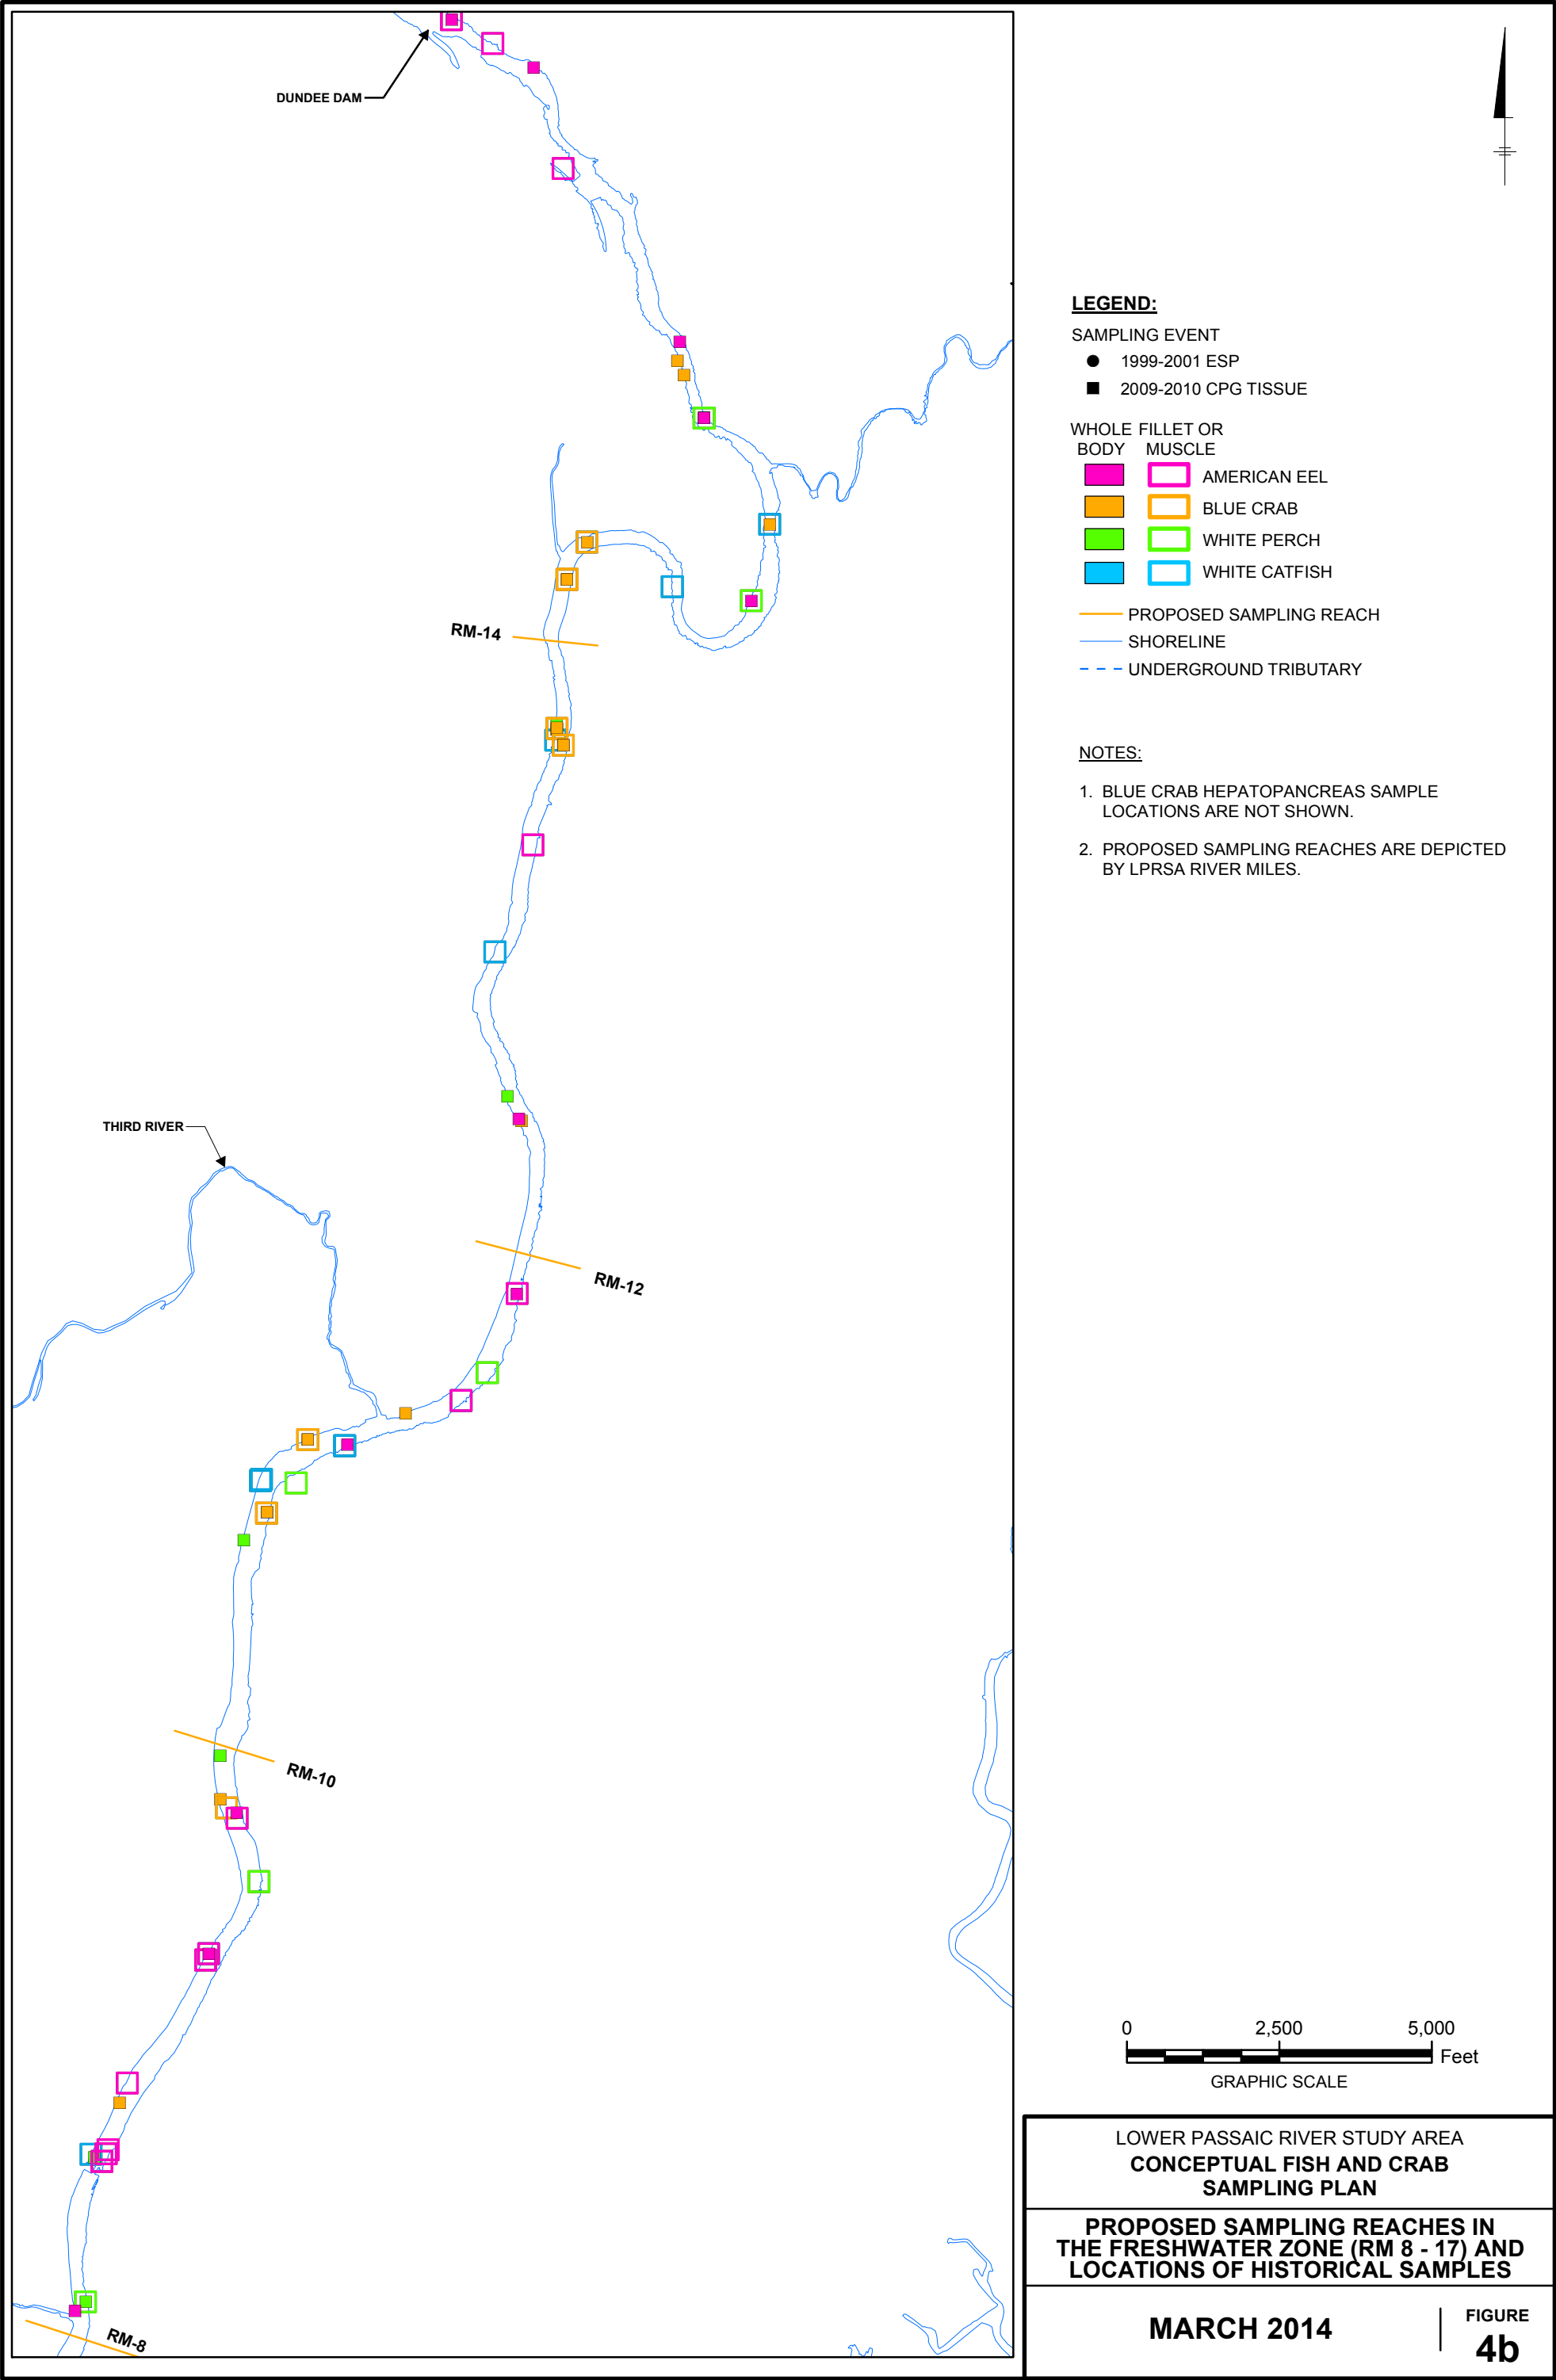 DUNDEE DAM
LEGEND:
SAMPLING EVENT
1999-2001 ESP
2009-2010 CPG TISSUE
WHOLE FILLET OR
BODY MUSCLE
AMERICAN EEL
BLUE CRAB
WHITE PERCH
WHITE CATFISH
PROPOSED SAMPLING REACH
SHORELINE
UNDERGROUND TRIBUTARY
RM-14
NOTES:
1. BLUE CRAB HEPATOPANCREAS SAMPLE
LOCATIONS ARE NOT SHOWN.
2. PROPOSED SAMPLING REACHES ARE DEPICTED
BY LPRSA RIVER MILES.
THIRD RIVER
RM-12
RM-10
RM-8
0 2,500 5,000
Feet
GRAPHIC SCALE
LOWER PASSAIC RIVER STUDY AREA
CONCEPTUAL FISH AND CRAB
SAMPLING PLAN
PROPOSED SAMPLING REACHES IN
THE FRESHWATER ZONE (RM 8 - 17) AND
LOCATIONS OF HISTORICAL SAMPLES
MARCH 2014
FIGURE
4b